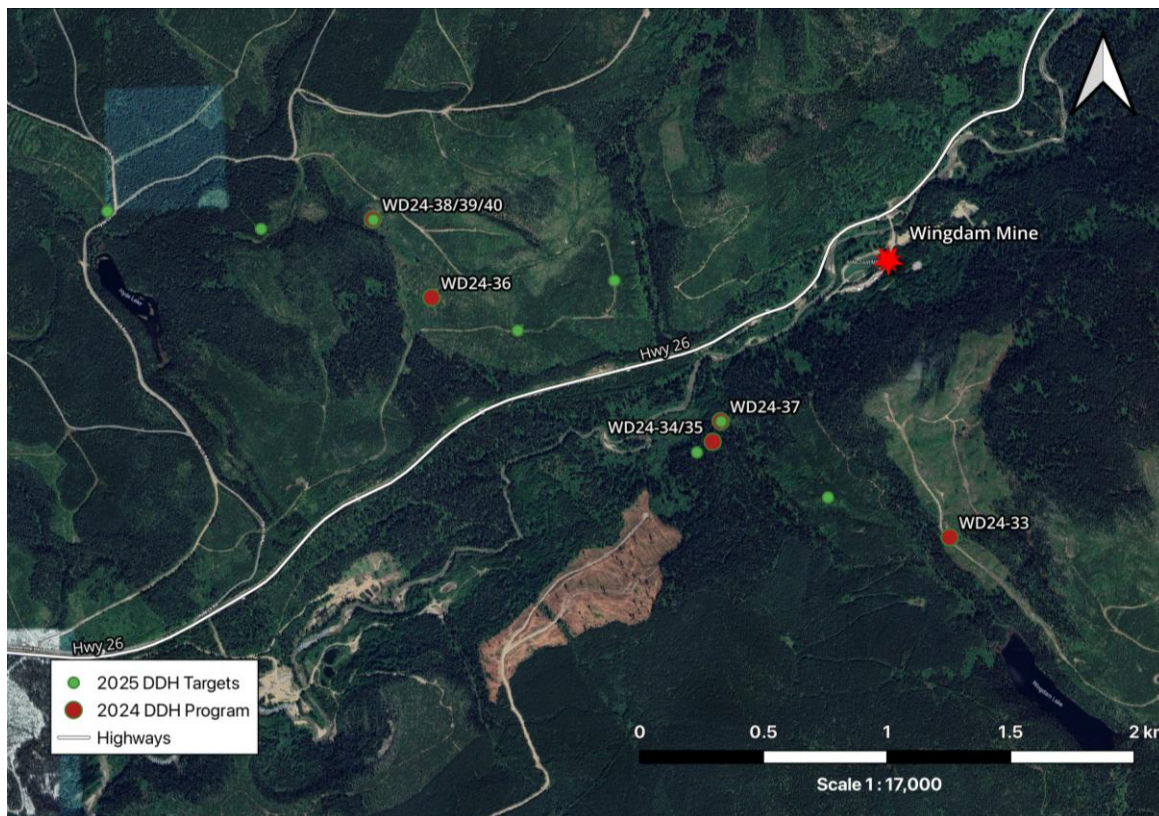 WD24-38/39/40
Wingdam Mine
WD24-36
Hwy 26
WD24-37
WD24-34/35
WD24-33
Hwy 26
2025 DDH Targets
2024 DDH Program
Highways
0 0.5 1 1.5 2 km
Scale 1 : 17,000
Wingdam Lake